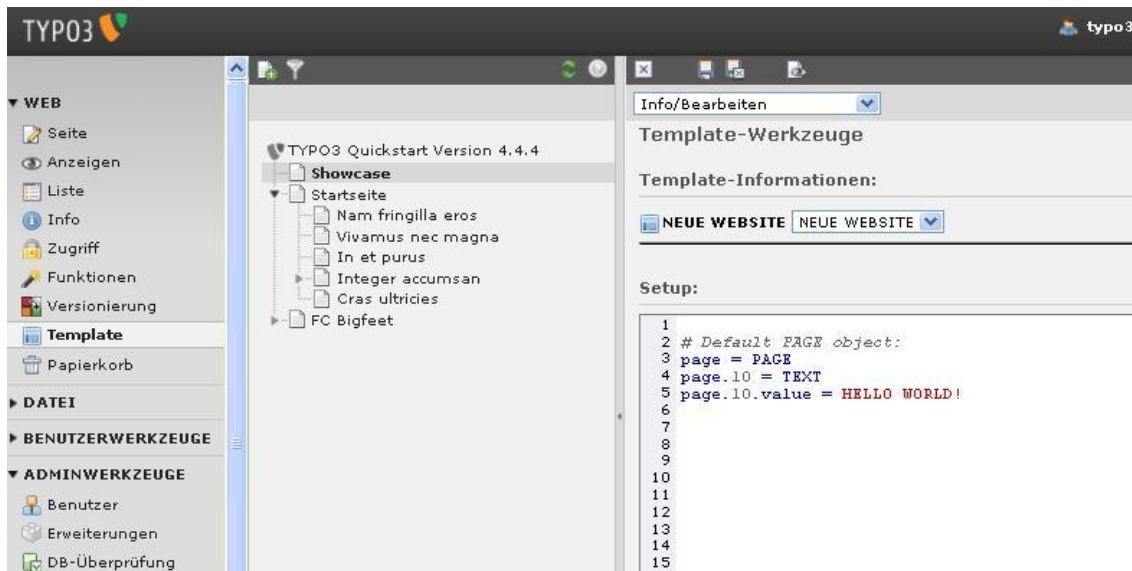 TYPO3
typo3
WEB
Seite
Anzeigen
Liste
Info
Zugriff
Funktionen
Versionierung
Template
Papierkorb
DATEI
BENUTZERWERKZEUGE
ADMINWERKZEUGE
Benutzer
Erweiterungen
DB-Überprüfung
TYPO3 Quickstart Version 4.4.4
Showcase
Startseite
Nam fringilla eros
Vivamus nec magna
In et purus
Integer accumsan
Cras ultricies
FC Bigfeet
Info/Bearbeiten
Template-Werkzeuge
Template-Informationen:
NEUE WEBSITE NEUE WEBSITE
Setup:
1
2 # Default PAGE object:
3 page = PAGE
4 page.10 = TEXT
5 page.10.value = HELLO WORLD!
6
7
8
9
10
11
12
13
14
15